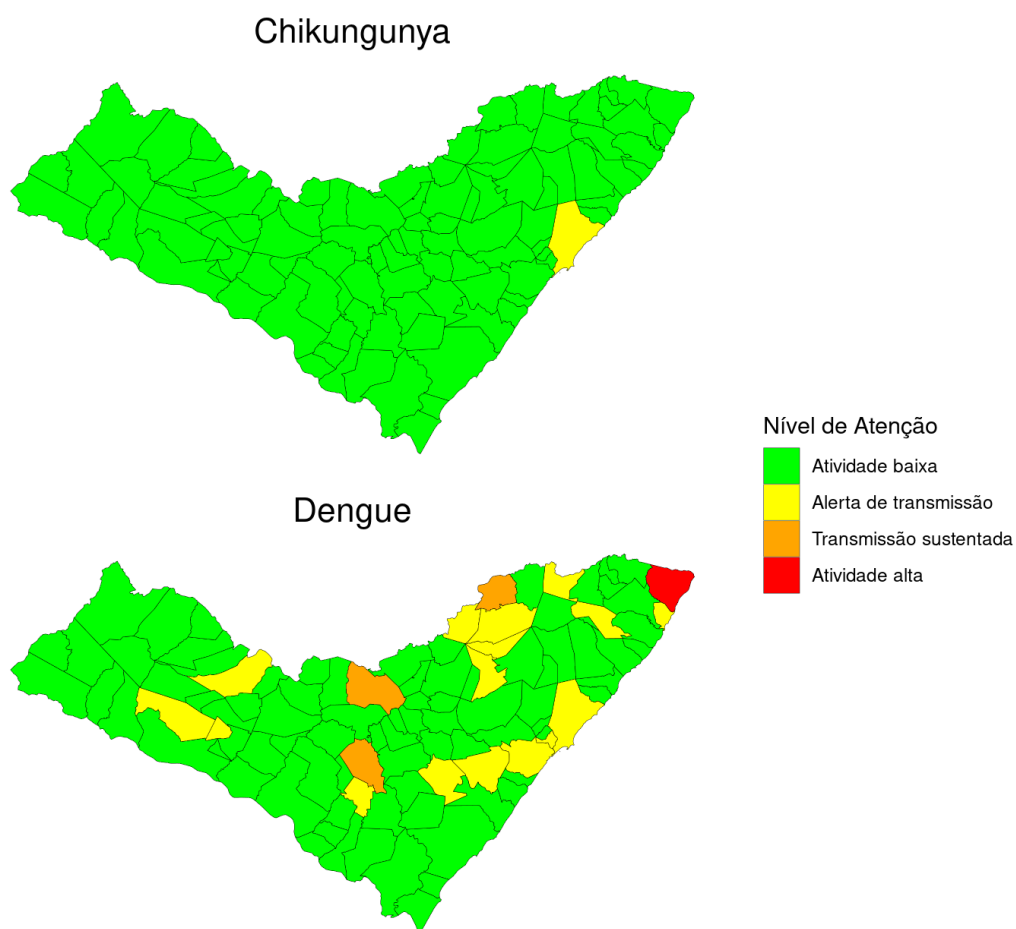 Chikungunya
Dengue
Nível de Atenção
Atividade baixa
Alerta de transmissão
Transmissão sustentada
Atividade alta